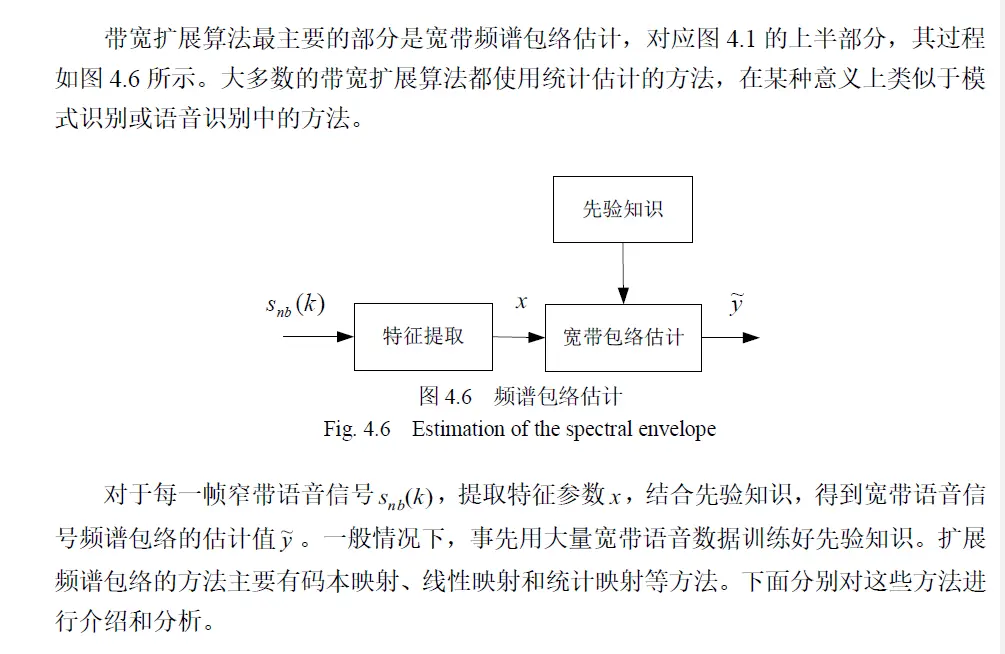 带宽扩展算法最主要的部分是宽带频谱包络估计，对应图 4.1 的上半部分，其过程
如图 4.6 所示。大多数的带宽扩展算法都使用统计估计的方法，在某种意义上类似于模
式识别或语音识别中的方法。
先验知识
s_{nb}(k)
特征提取
x
宽带包络估计
ỹ
图 4.6 频谱包络估计
Fig. 4.6 Estimation of the spectral envelope
对于每一帧窄带语音信号 s_{nb}(k)，提取特征参数 x，结合先验知识，得到宽带语音信
号频谱包络的估计值 ỹ 。一般情况下，事先用大量宽带语音数据训练好先验知识。扩展
频谱包络的方法主要有码本映射、线性映射和统计映射等方法。下面分别对这些方法进
行介绍和分析。